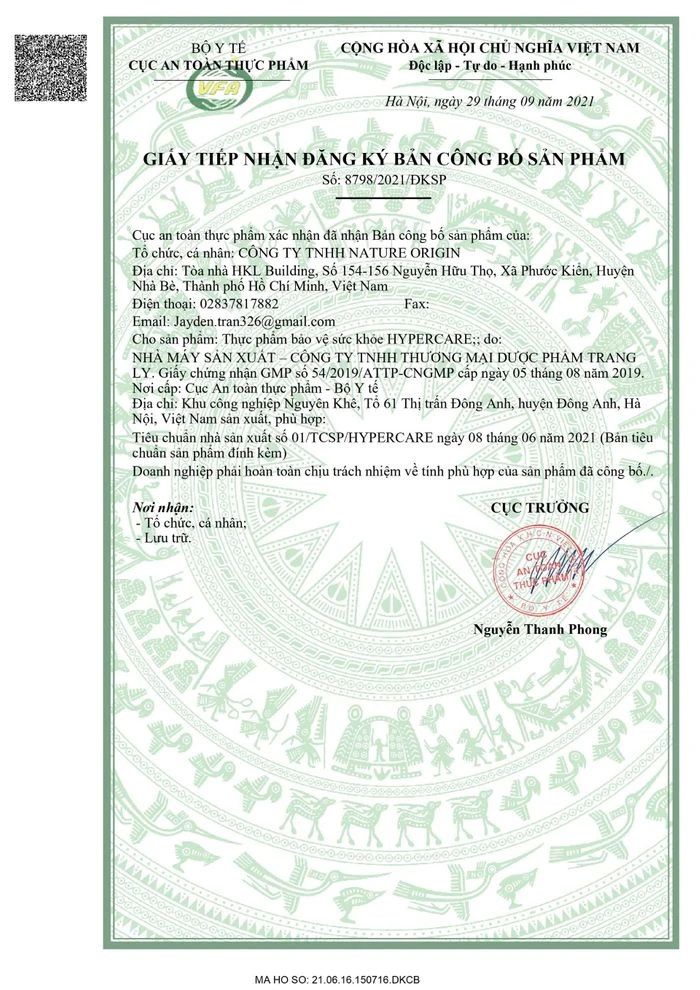 BỘ Y TẾ
CỤC AN TOÀN THỰC PHẨM
VFA
CỘNG HÒA XÃ HỘI CHỦ NGHĨA VIỆT NAM
Độc lập - Tự do - Hạnh phúc
Hà Nội, ngày 29 tháng 09 năm 2021
GIẤY TIẾP NHẬN ĐĂNG KÝ BẢN CÔNG BỐ SẢN PHẨM
Số: 8798/2021/ĐKSP
Cục an toàn thực phẩm xác nhận đã nhận Bản công bố sản phẩm của:
Tổ chức, cá nhân: CÔNG TY TNHH NATURE ORIGIN
Địa chỉ: Tòa nhà HKL Building, Số 154-156 Nguyễn Hữu Thọ, Xã Phước Kiển, Huyện
Nhà Bè, Thành phố Hồ Chí Minh, Việt Nam
Điện thoại: 02837817882 Fax:
Email: Jayden.tran326@gmail.com
Cho sản phẩm: Thực phẩm bảo vệ sức khỏe HYPERCARE;; do:
NHÀ MÁY SẢN XUẤT – CÔNG TY TNHH THƯƠNG MẠI DƯỢC PHẨM TRANG
LY. Giấy chứng nhận GMP số 54/2019/ATTP-CNGMP cấp ngày 05 tháng 08 năm 2019.
Nơi cấp: Cục An toàn thực phẩm - Bộ Y tế
Địa chỉ: Khu công nghiệp Nguyên Khê, Tổ 61 Thị trấn Đông Anh, huyện Đông Anh, Hà
Nội, Việt Nam sản xuất, phù hợp:
Tiêu chuẩn nhà sản xuất số 01/TCSP/HYPERCARE ngày 08 tháng 06 năm 2021 (Bản tiêu
chuẩn sản phẩm đính kèm)
Doanh nghiệp phải hoàn toàn chịu trách nhiệm về tính phù hợp của sản phẩm đã công bố./.
Nơi nhận:
- Tổ chức, cá nhân;
- Lưu trữ.
CỤC TRƯỞNG
CỘNG HÒA X.H.C.N VIỆT
CỤC
AN TOÀN
THỰC PHẨM
BỘ Y TẾ
Nguyễn Thanh Phong
MA HO SO: 21.06.16.150716.DKCB